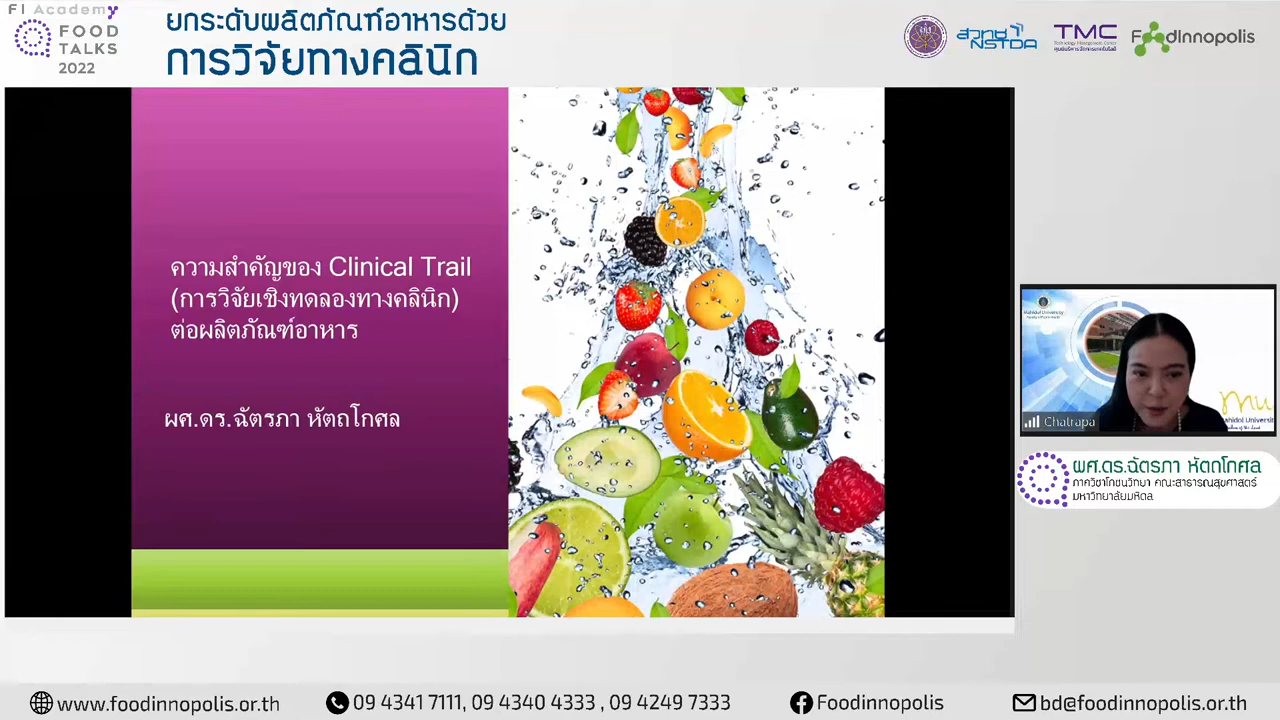 FI Academy
FOOD
TALKS
2022
ยกระดับผลิตภัณฑ์อาหารด้วย
การวิจัยทางคลินิก
สวทช
NSTDA
TMC
FoodInnopolis
ความสำคัญของ Clinical Trail
(การวิจัยเชิงทดลองทางคลินิก)
ต่อผลิตภัณฑ์อาหาร
ผศ.ดร.ฉัตรภา หัตถโกศล
Mahidol University
Chatrapa
mu
ahidol Universit
ผศ.ดร.ฉัตรภา หัตถโกศล
ภาควิชาโภชนวิทยา คณะสาธารณสุขศาสตร์
มหาวิทยาลัยมหิดล
www.foodinnopolis.or.th
09 4341 7111, 09 4340 4333 , 09 4249 7333
Foodinnopolis
bd@foodinnopolis.or.th